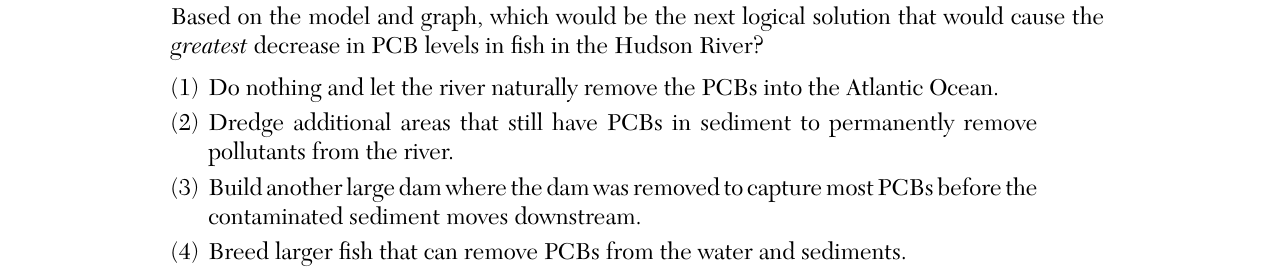 Based on the model and graph, which would be the next logical solution that would cause the
greatest decrease in PCB levels in fish in the Hudson River?
(1) Do nothing and let the river naturally remove the PCBs into the Atlantic Ocean.
(2) Dredge additional areas that still have PCBs in sediment to permanently remove
pollutants from the river.
(3) Build another large dam where the dam was removed to capture most PCBs before the
contaminated sediment moves downstream.
(4) Breed larger fish that can remove PCBs from the water and sediments.